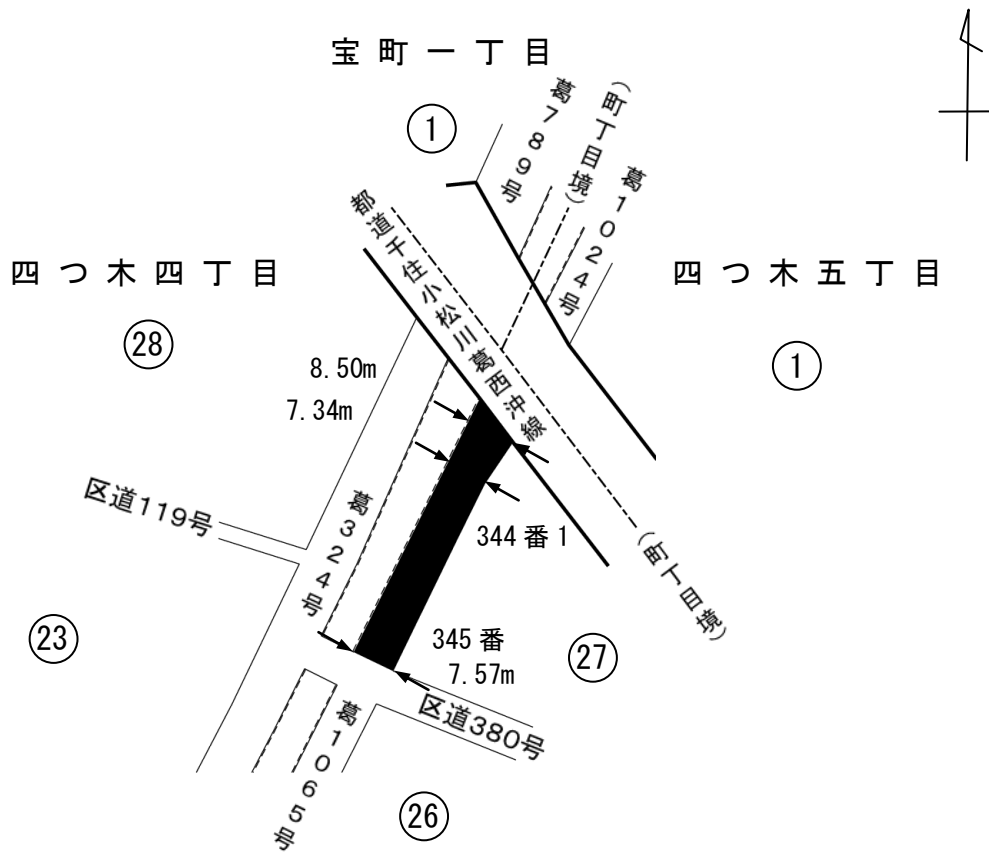 宝町一丁目
①
葛789号
(町丁目境)
葛1024号
都道千住小松川葛西沖線
四つ木四丁目
四つ木五丁目
㉘
①
8.50m
7.34m
区道119号
葛324号
344番1
(町丁目境)
㉓
345番
7.57m
㉗
区道380号
葛1065号
㉖